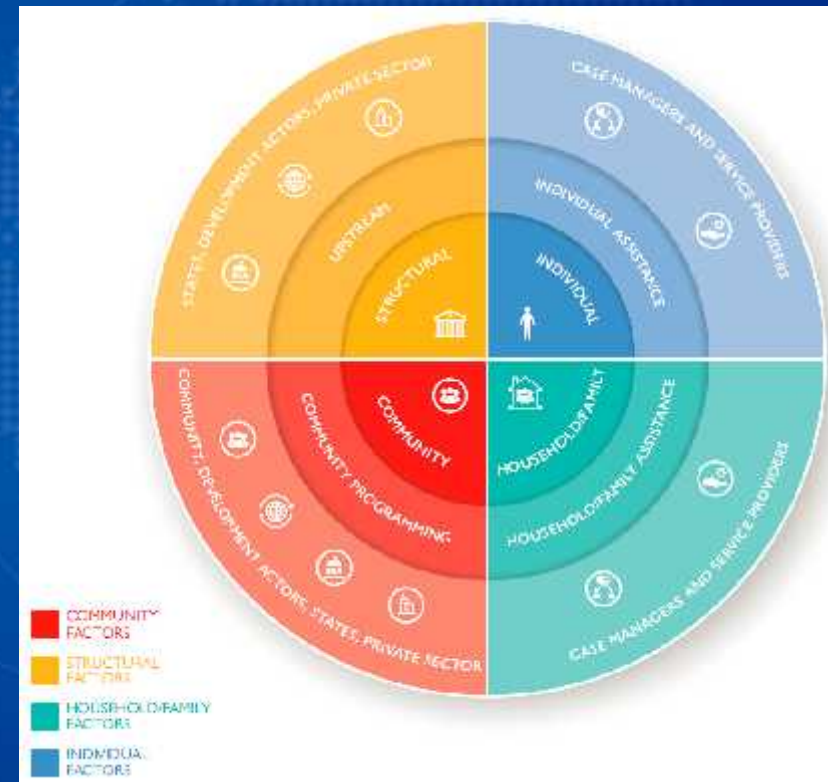 STATES, DEVELOPMENT ACTORS, PRIVATE SECTOR
UPSTREAM
STRUCTURAL
CASE MANAGERS AND SERVICE PROVIDERS
INDIVIDUAL ASSISTANCE
INDIVIDUAL
COMMUNITY
COMMUNITY PROGRAMMING
COMMUNITY, DEVELOPMENT ACTORS, STATES, PRIVATE SECTOR
HOUSEHOLD/FAMILY
HOUSEHOLD/FAMILY ASSISTANCE
CASE MANAGERS AND SERVICE PROVIDERS
COMMUNITY
FACTORS
STRUCTURAL
FACTORS
HOUSEHOLD/FAMILY
FACTORS
INDIVIDUAL
FACTORS